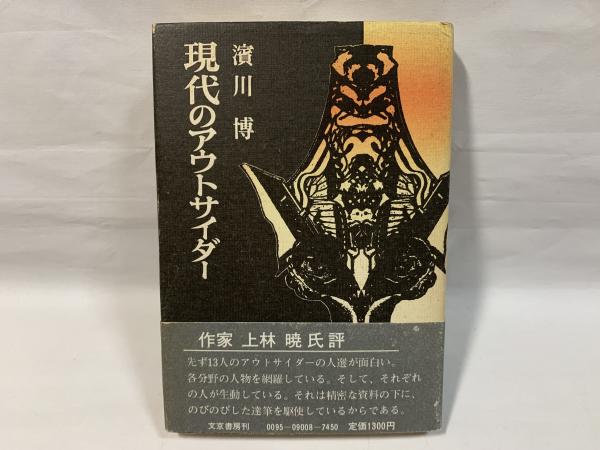 現代のアウトサイダー
濱川 博
作家 上林 暁氏評
先ず13人のアウトサイダーの人選が面白い。
各分野の人物を網羅している。そして、それぞれ
の人が生動している。それは精密な資料の下に、
のびのびした達筆を駆使しているからである。
文京書房刊 0095-09008-7450 定価1300円